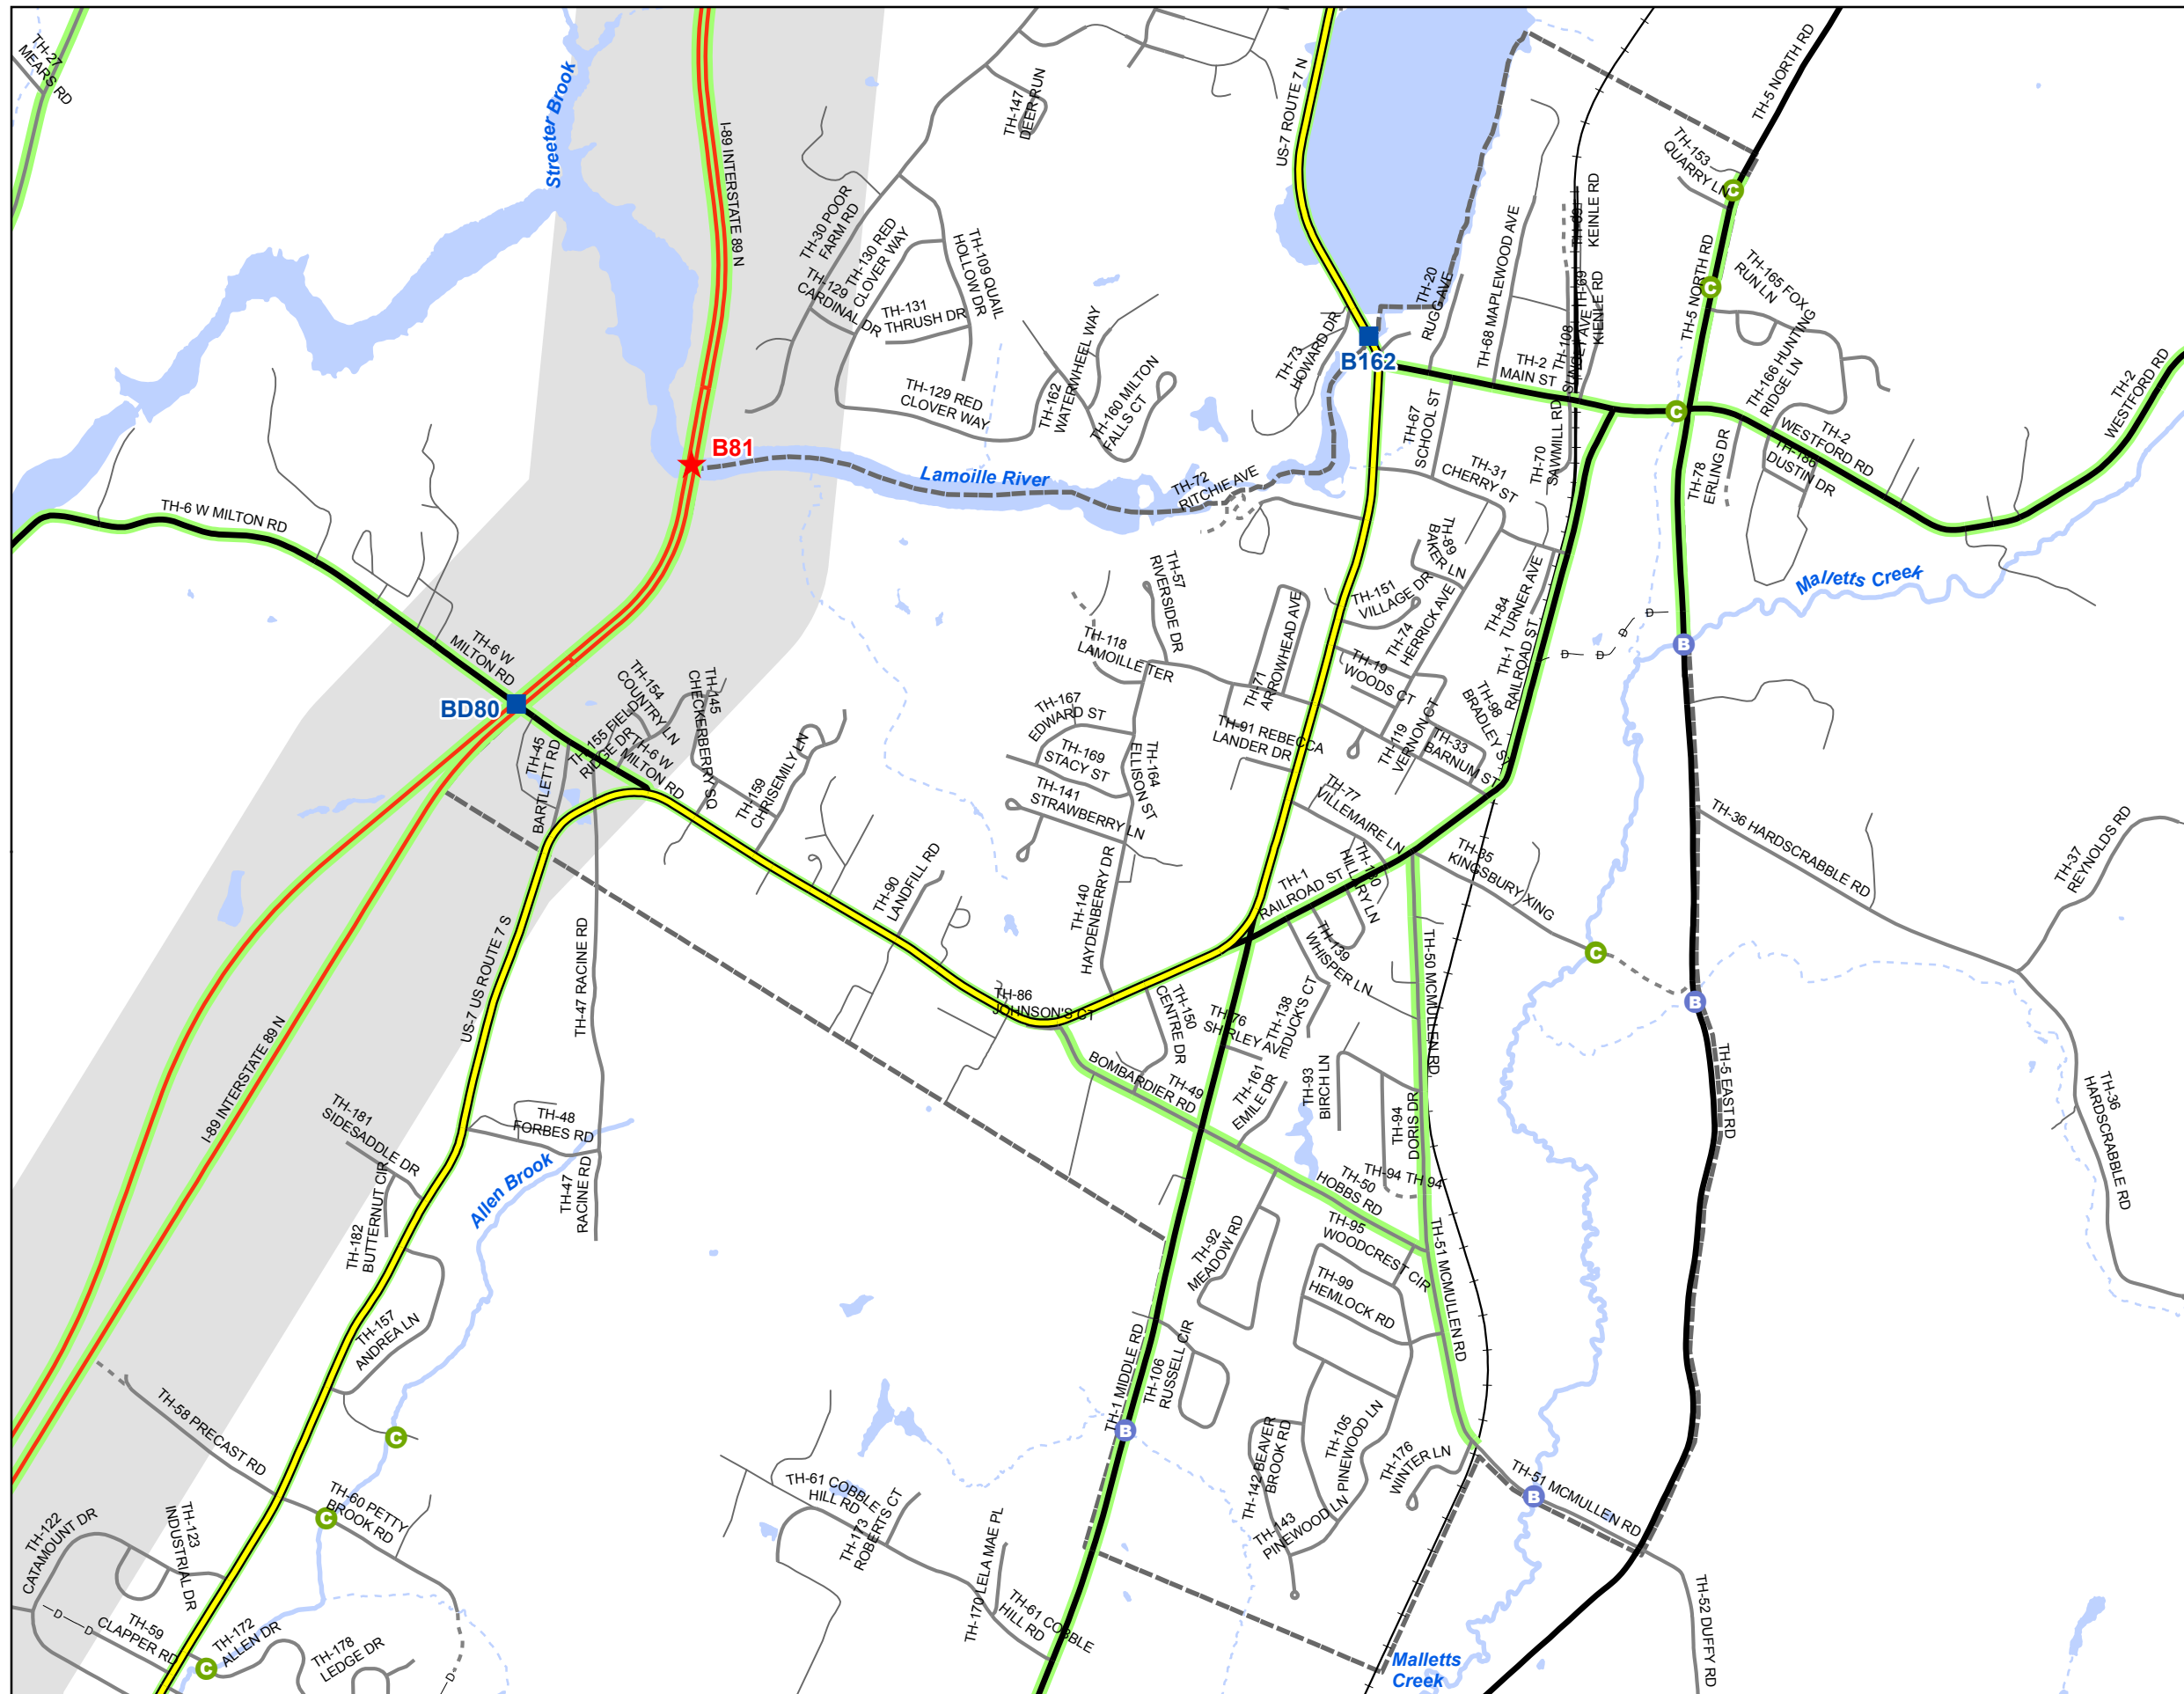 TH-27
MEARS RD
Streeter Brook
I-89 INTERSTATE 89 N
TH-147
DEER RUN
US-7 ROUTE 7 N
TH-5 NORTH RD
TH-153
QUARRY LN
C
TH-30 POOR
FARM RD
TH-130 RED
CLOVER WAY
TH-109 QUAIL
HOLLOW DR
TH-129
CARDINAL DR
TH-131
THRUSH DR
TH-20
RUGG AVE
TH-68 MAPLEWOOD AVE
KEINLE RD
TH-69
KIENLE RD
TH-108
SUNSET AVE
TH-5 NORTH RD
C
TH-165 FOX
RUN LN
TH-166 HUNTING
RIDGE LN
TH-2
WESTFORD RD
B162
TH-73
HOWARD DR
TH-2
MAIN ST
C
TH-129 RED
CLOVER WAY
TH-162
WATERWHEEL WAY
TH-160 MILTON
FALLS CT
TH-67
SCHOOL ST
TH-31
CHERRY ST
TH-70
SAWMILL RD
TH-78
ERLING DR
TH-2
WESTFORD RD
TH-186
DUSTIN DR
B81
Lamoille River
TH-72
RITCHIE AVE
TH-6 W MILTON RD
TH-89
BAKER LN
TH-151
VILLAGE DR
TH-74
HERRICK AVE
TH-84
TURNER AVE
TH-1
RAILROAD ST
D
D
D
D
Malletts Creek
B
TH-57
RIVERSIDE DR
TH-118
LAMOILLE TER
TH-71
ARROWHEAD AVE
TH-19
WOODS CT
TH-98
BRADLEY ST
TH-6 W
MILTON RD
BD80
TH-154
COUNTRY LN
TH-145
CHECKERBERRY SQ
TH-155 FIELD
RIDGE DR
TH-6 W
MILTON RD
TH-45
BARTLETT RD
TH-159
CHRISEMILY LN
TH-167
EDWARD ST
TH-169
STACY ST
TH-141
STRAWBERRY LN
TH-164
ELLISON ST
TH-91 REBECCA
LANDER DR
TH-119
VERNON CT
TH-33
BARNUM ST
TH-77
VILLEMAIRE LN
TH-36 HARDSCRABBLE RD
TH-37
REYNOLDS RD
TH-90
LANDFILL RD
TH-140
HAYDENBERRY DR
TH-1
RAILROAD ST
HILLARY LN
TH-35
KINGSBURY XING
C
B
TH-47 RACINE RD
US-7 US ROUTE 7 S
TH-139
WHISPER LN
TH-50 MCMULLEN RD
TH-86
JOHNSON'S CT
TH-150
CENTRE DR
TH-76
SHIRLEY AV
TH-138
I-89 INTERSTATE 89 N
TH-49
BOMBARDIER RD
TH-161
EMILE DR
TH-93
BIRCH LN
TH-94
DORIS DR
TH-5 EAST RD
TH-36
HARDSCRABBLE RD
TH-181
SIDESADDLE DR
TH-48
FORBES RD
TH-47
RACINE RD
Allen Brook
TH-182
BUTTERNUT CIR
TH-50
HOBBS RD
TH-94 TH 94
TH-92
MEADOW RD
TH-95
WOODCREST CIR
TH-51 MCMULLEN RD
TH-99
HEMLOCK RD
TH-157
ANDREA LN
TH-1 MIDDLE RD
TH-106
RUSSELL CIR
B
C
TH-58 PRECAST RD
TH-142 BEAVER
BROOK RD
TH-105
PINEWOOD LN
TH-176
WINTER LN
TH-51 MCMULLEN RD
B
TH-61 COBBLE
HILL RD
TH-173
ROBERTS CT
TH-143
PINEWOOD LN
C
TH-60 PETTY
BROOK RD
TH-123
INDUSTRIAL DR
TH-122
CATAMOUNT DR
D
D
TH-59
CLAPPER RD
TH-172
ALLEN DR
C
TH-178
LEDGE DR
D
TH-170 LELA MAE PL
TH-61 COBBLE
HILL RD
TH-52 DUFFY RD
Malletts
Creek